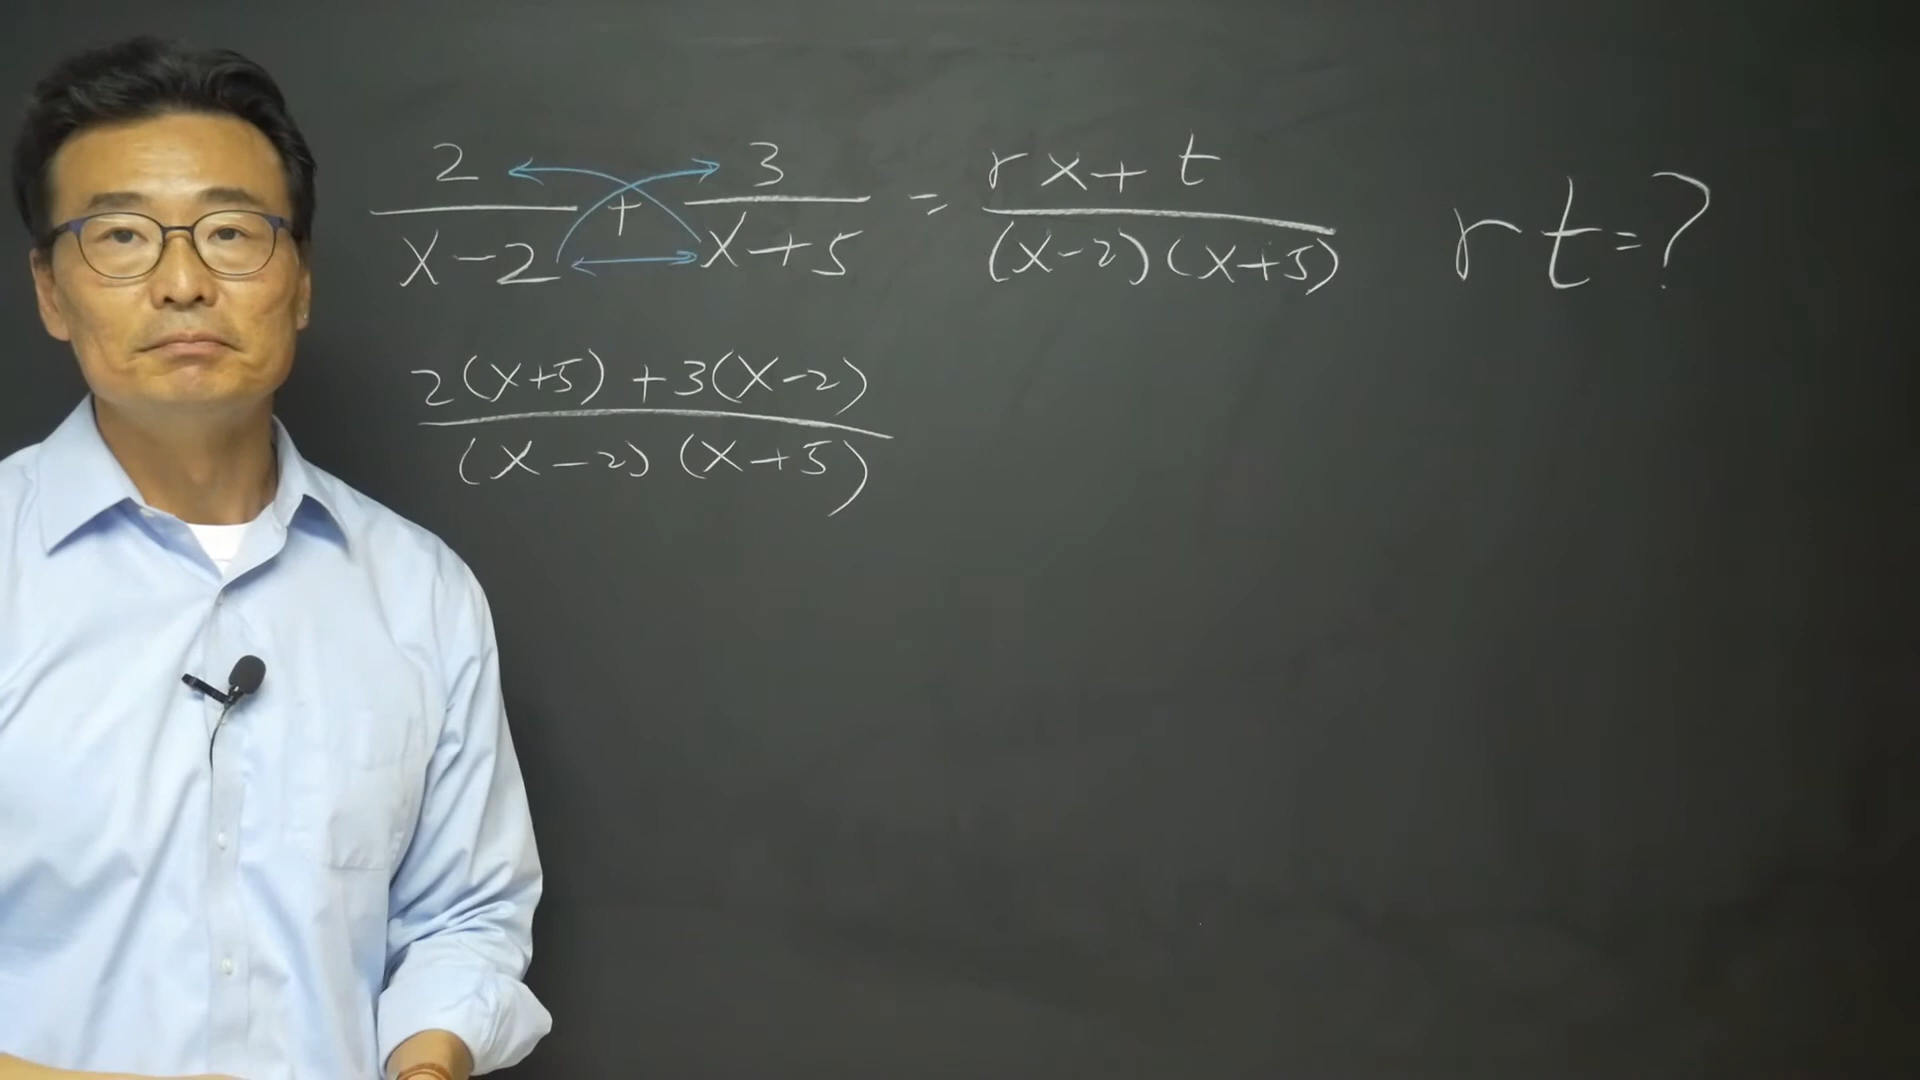 2/(x-2) + 3/(x+5) = (rx+t)/((x-2)(x+5)) rt=?
(2(x+5)+3(x-2))/((x-2)(x+5))